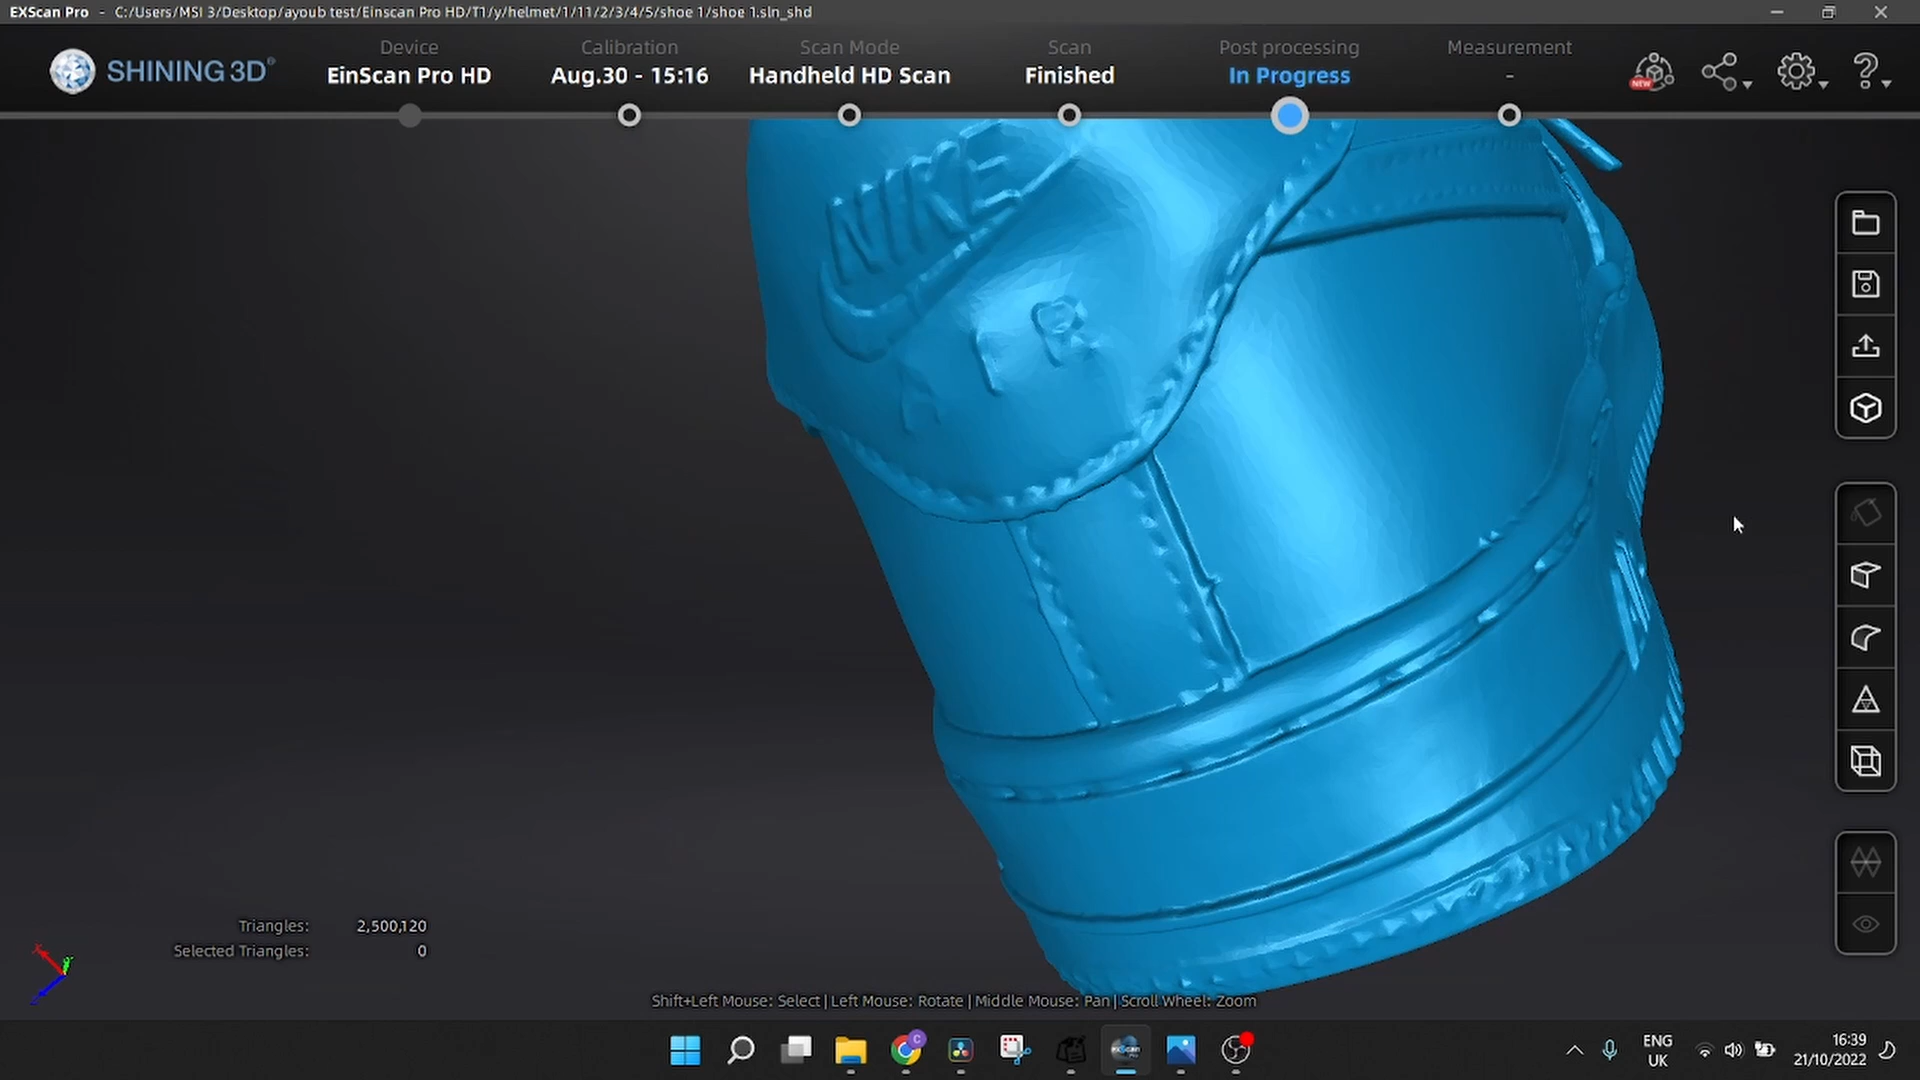 EXScan Pro - C:/Users/MSI 3/Desktop/ayoub test/Einscan Pro HD/T1/y/helmet/1/11/2/3/4/5/shoe 1/shoe 1.sln_shd
SHINING 3D®
Device
EinScan Pro HD
Calibration
Aug.30 - 15:16
Scan Mode
Handheld HD Scan
Scan
Finished
Post processing
In Progress
Measurement
-
NEW
NIKE
AIR
Triangles: 2,500,120
Selected Triangles: 0
Shift+Left Mouse: Select | Left Mouse: Rotate | Middle Mouse: Pan | Scroll Wheel: Zoom
C
ENG
UK
16:39
21/10/2022